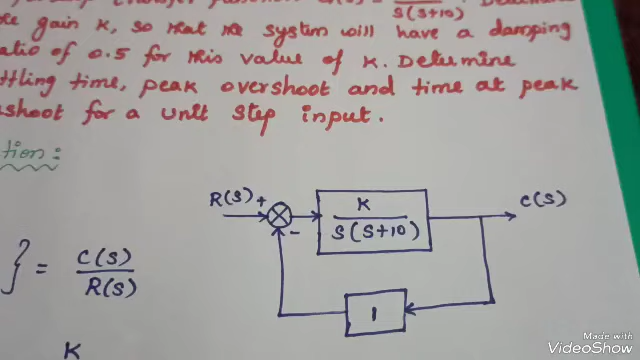 S(S+10)
gain K, so that the system will have a damping
ratio of 0.5 for this value of K. Determine
settling time, peak overshoot and time at peak
overshoot for a unit step input.
tion:
R(S) +
K
S(S+10)
C(S)
-
} = C(S)
R(S)
1
K
Made with
VideoShow